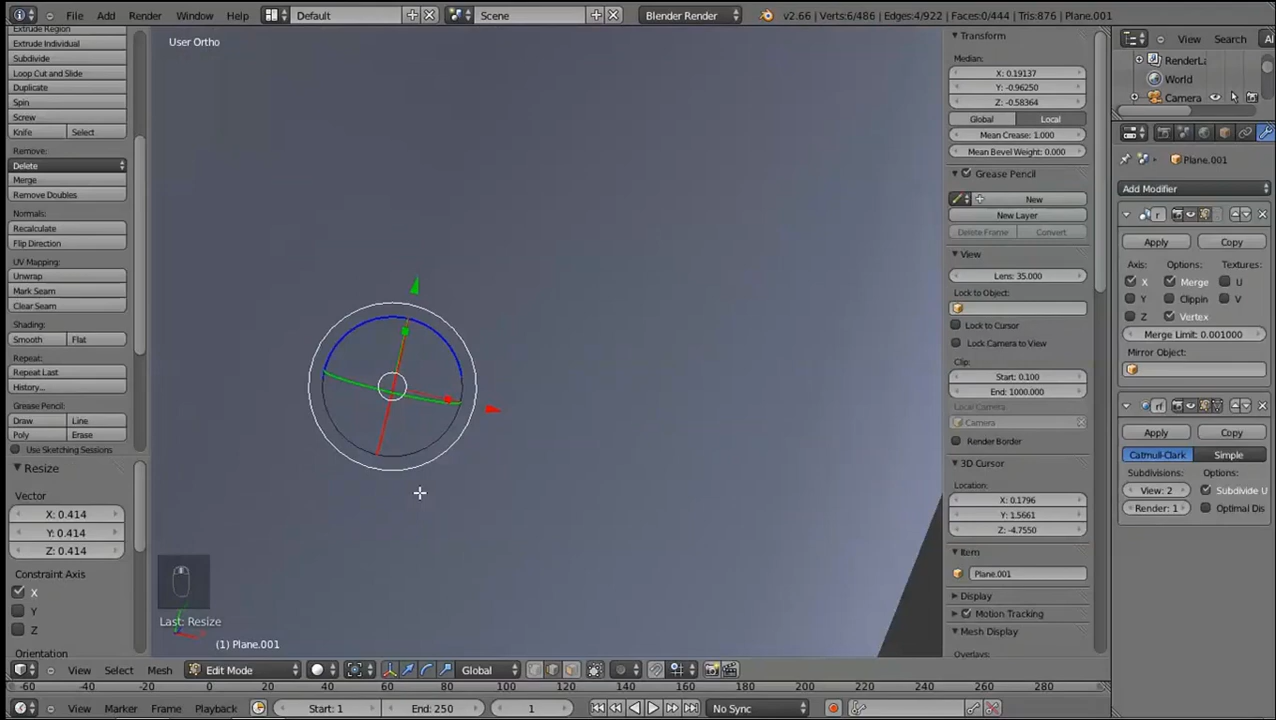 File Add Render Window Help Default Scene Blender Render v2.66 | Verts:6/486 | Edges:4/922 | Faces:0/444 | Tris:876 | Plane.001
Extrude Region
Extrude Individual
Subdivide
Loop Cut and Slide
Duplicate
Spin
Screw
Knife Select
Remove:
Delete
Merge
Remove Doubles
Normals:
Recalculate
Flip Direction
UV Mapping:
Unwrap
Mark Seam
Clear Seam
Shading:
Smooth Flat
Repeat:
Repeat Last
History...
Grease Pencil:
Draw Line
Poly Erase
Use Sketching Sessions
Resize
Vector
X: 0.414
Y: 0.414
Z: 0.414
Constraint Axis
X
Y
Z
Orientation
User Ortho
Last: Resize
(1) Plane.001
Transform
Median:
X: 0.19137
Y: -0.96250
Z: -0.58364
Global Local
Mean Crease: 1.000
Mean Bevel Weight: 0.000
Grease Pencil
New
New Layer
Delete Frame Convert
View
Lens: 35.000
Lock to Object:
Lock to Cursor
Lock Camera to View
Clip:
Start: 0.100
End: 1000.000
Local Camera
Camera
Render Border
3D Cursor
Location:
X: 0.1796
Y: 1.5661
Z: -4.7550
Item
Plane.001
Display
Motion Tracking
Mesh Display
Overlays:
View Search Al
RenderLa
World
Camera
Plane.001
Add Modifier
Apply Copy
Axis: Options: Textures:
X Merge U
Y Clippin V
Z Vertex
Merge Limit: 0.001000
Mirror Object:
Apply Copy
Catmull-Clark Simple
Subdivisions: Options:
View: 2 Subdivide U
Render: 1 Optimal Dis
View Select Mesh Edit Mode Global
-60 -40 -20 0 20 40 60 80 100 120 140 160 180 200 220 240 260 280
View Marker Frame Playback Start: 1 End: 250 1 No Sync